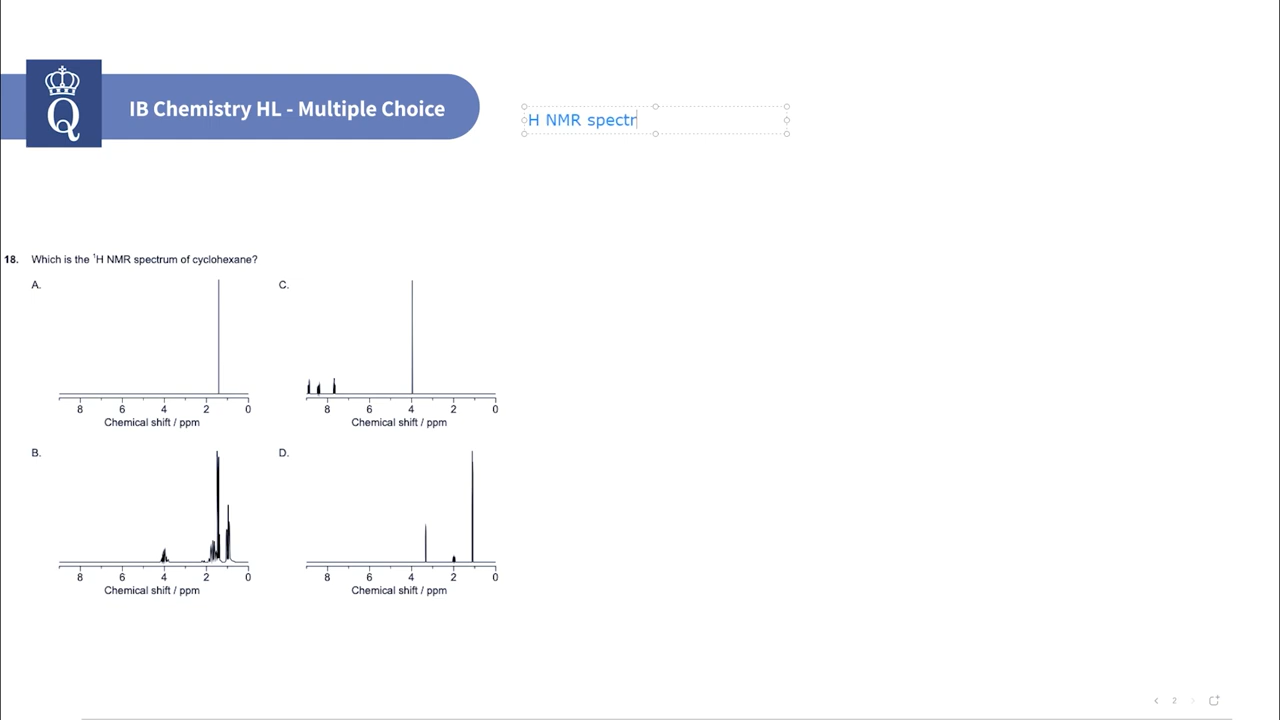 Q
IB Chemistry HL - Multiple Choice
H NMR spectr
18. Which is the ¹H NMR spectrum of cyclohexane?
A.
8 6 4 2 0
Chemical shift / ppm
C.
8 6 4 2 0
Chemical shift / ppm
B.
8 6 4 2 0
Chemical shift / ppm
D.
8 6 4 2 0
Chemical shift / ppm
2